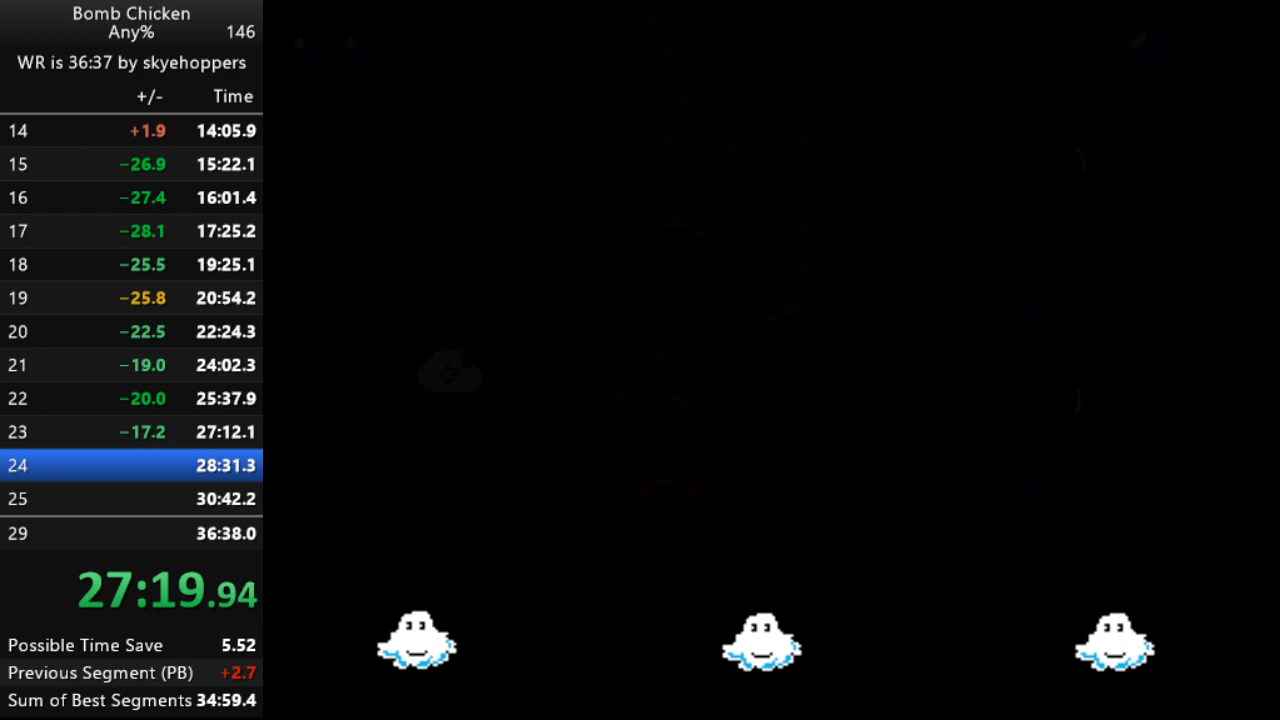 Bomb Chicken
Any% 146
WR is 36:37 by skyehoppers
+/- Time
14 +1.9 14:05.9
15 −26.9 15:22.1
16 −27.4 16:01.4
17 −28.1 17:25.2
18 −25.5 19:25.1
19 −25.8 20:54.2
20 −22.5 22:24.3
21 −19.0 24:02.3
22 −20.0 25:37.9
23 −17.2 27:12.1
24 28:31.3
25 30:42.2
29 36:38.0
27:19.94
Possible Time Save 5.52
Previous Segment (PB) +2.7
Sum of Best Segments 34:59.4